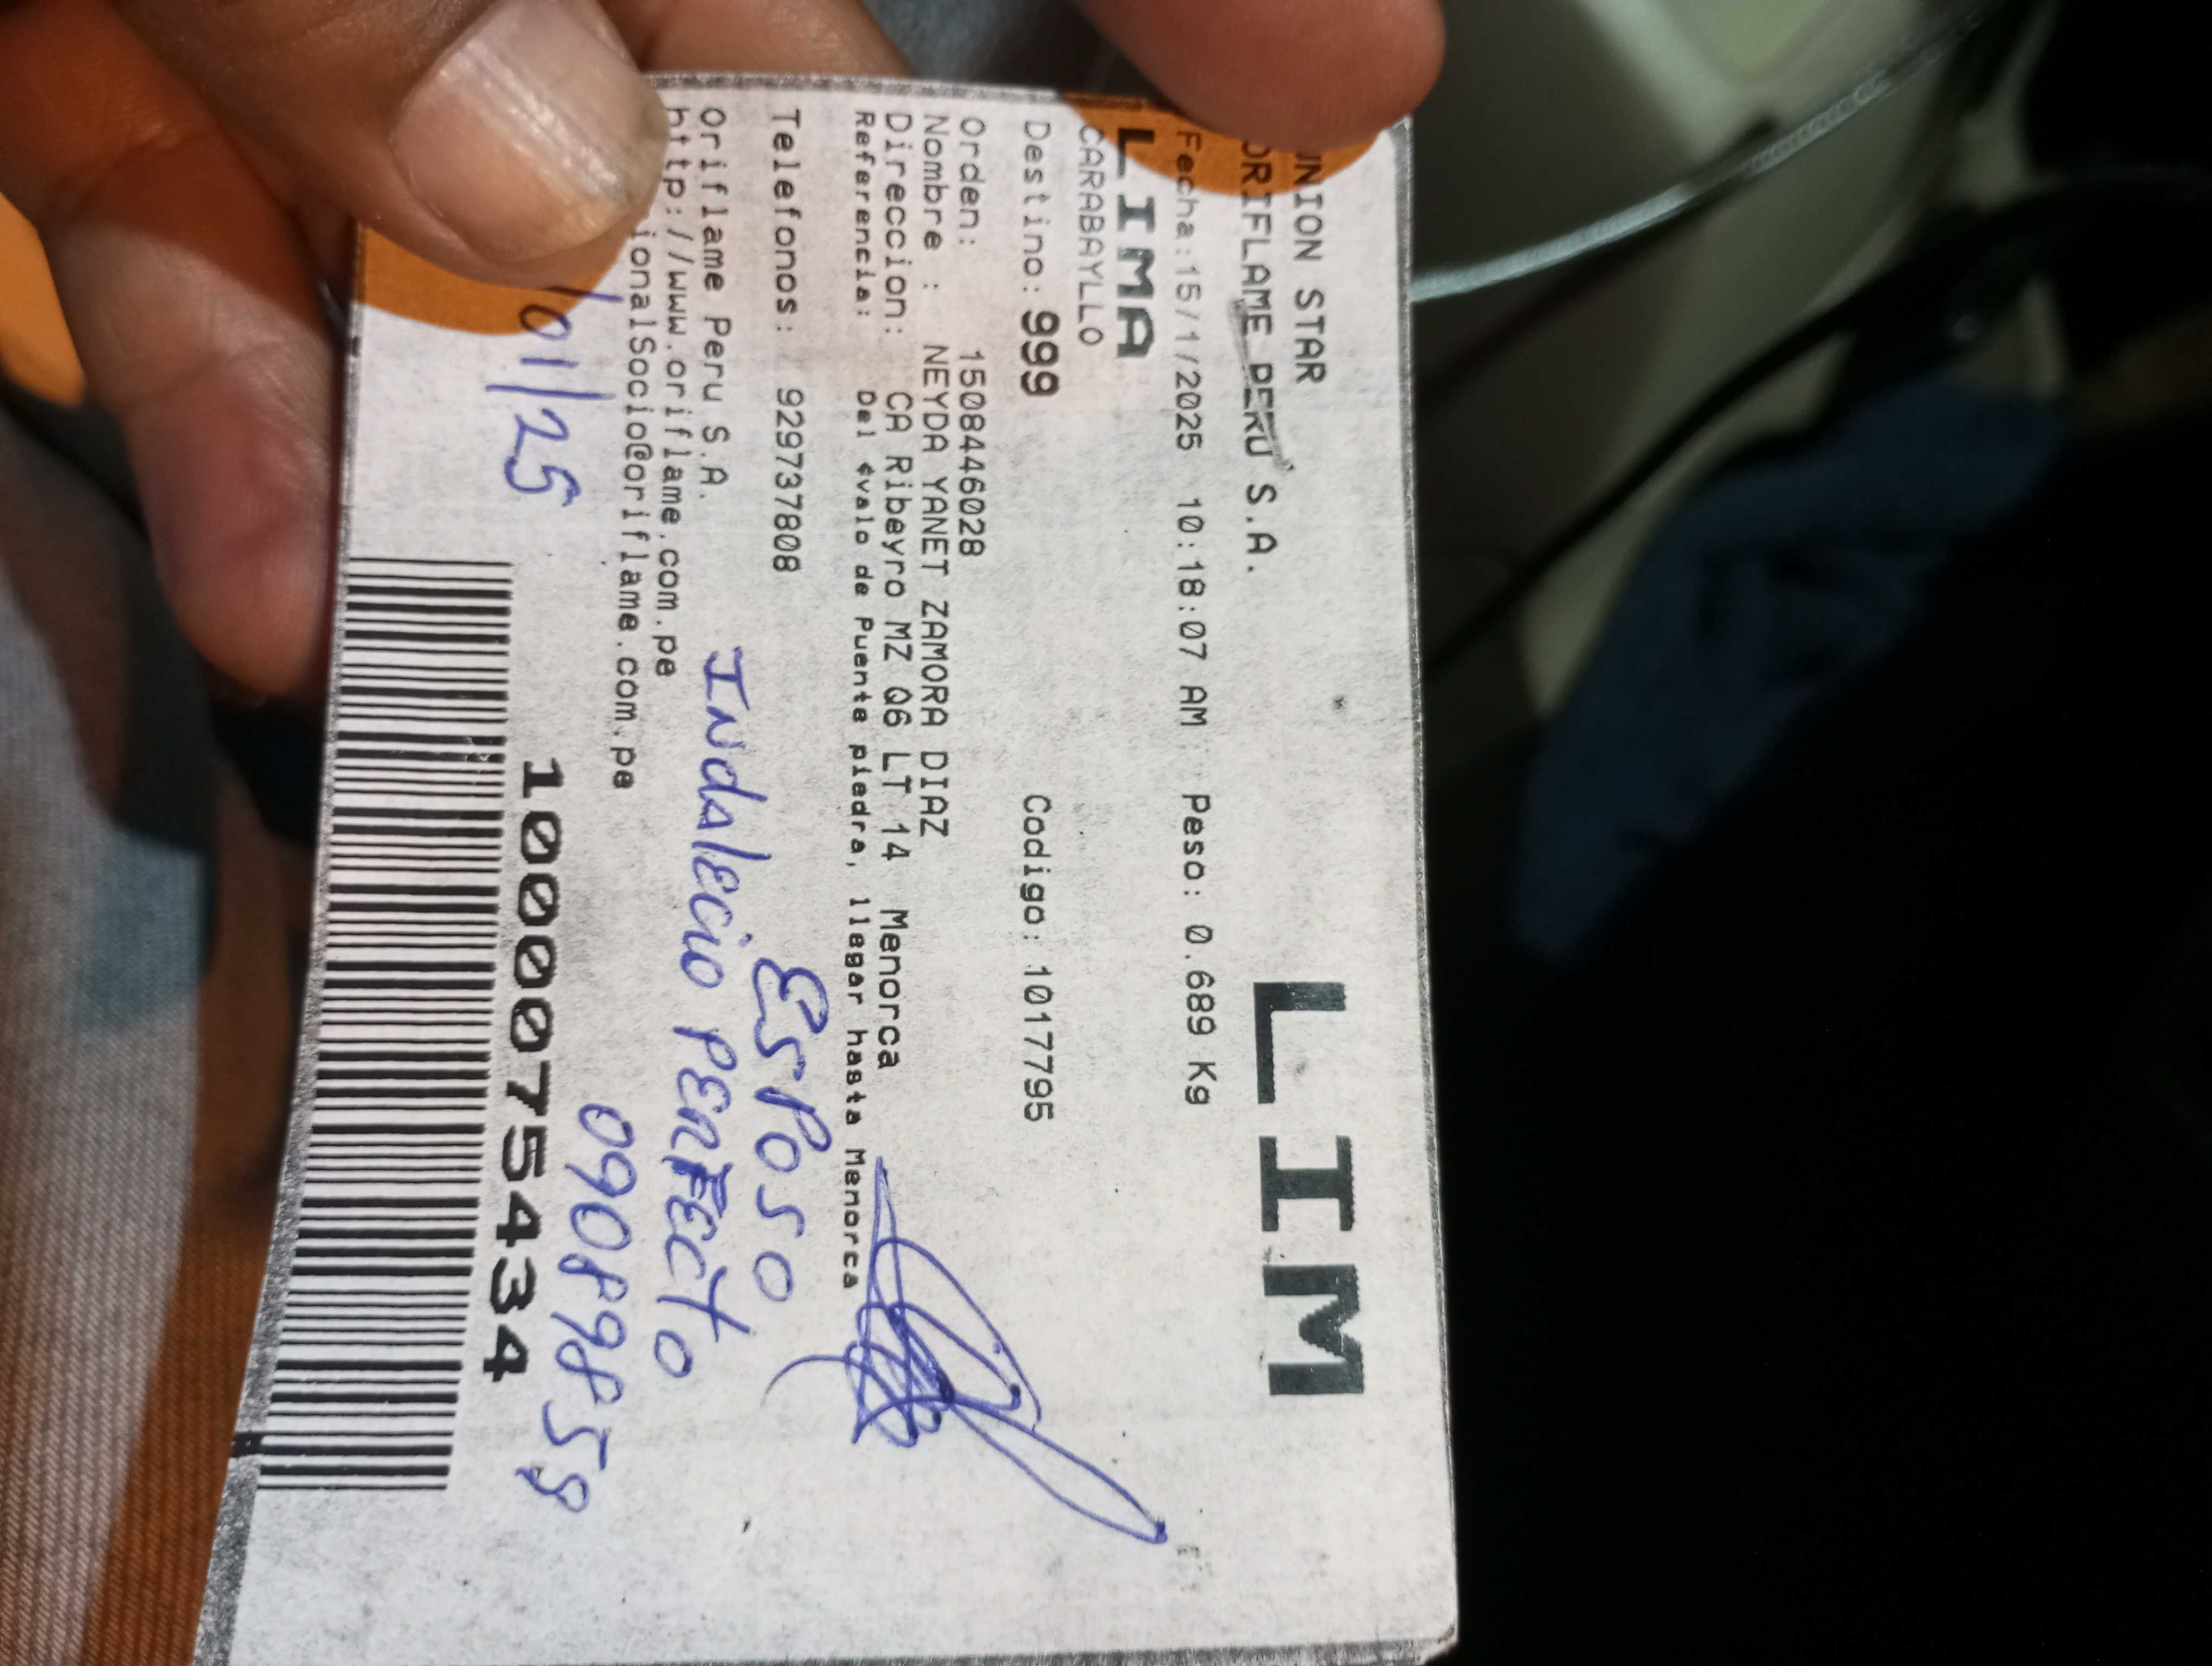 UNION STAR
ORIFLAME PERU S.A.
LIM
Fecha:15/1/2025 10:18:07 AM Peso: 0.689 Kg
LIMA
CARABAYLLO
Destino: 999 Codigo: 1017795
Orden: 1508446028
Nombre : NEYDA YANET ZAMORA DIAZ
Direccion: CA Ribeyro MZ Q6 LT 14 Menorca
Referencia: Del ¢valo de Puente piedra, llegar hasta Menorca
Telefonos: 929737808
Esposo
Oriflame Peru S.A.
Indalecio PERFECto
http://www.oriflame.com.pe
ionalSocio@oriflame.com.pe
/01/25
1000075434